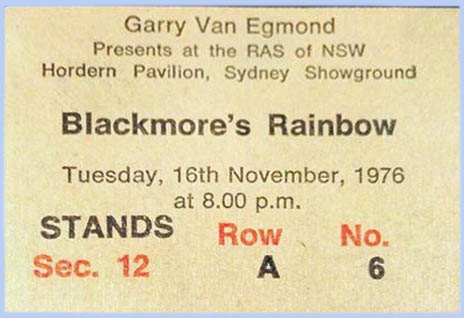 Garry Van Egmond
Presents at the RAS of NSW
Hordern Pavilion, Sydney Showground
Blackmore's Rainbow
Tuesday, 16th November, 1976
at 8.00 p.m.
STANDS Row No.
Sec. 12 A 6